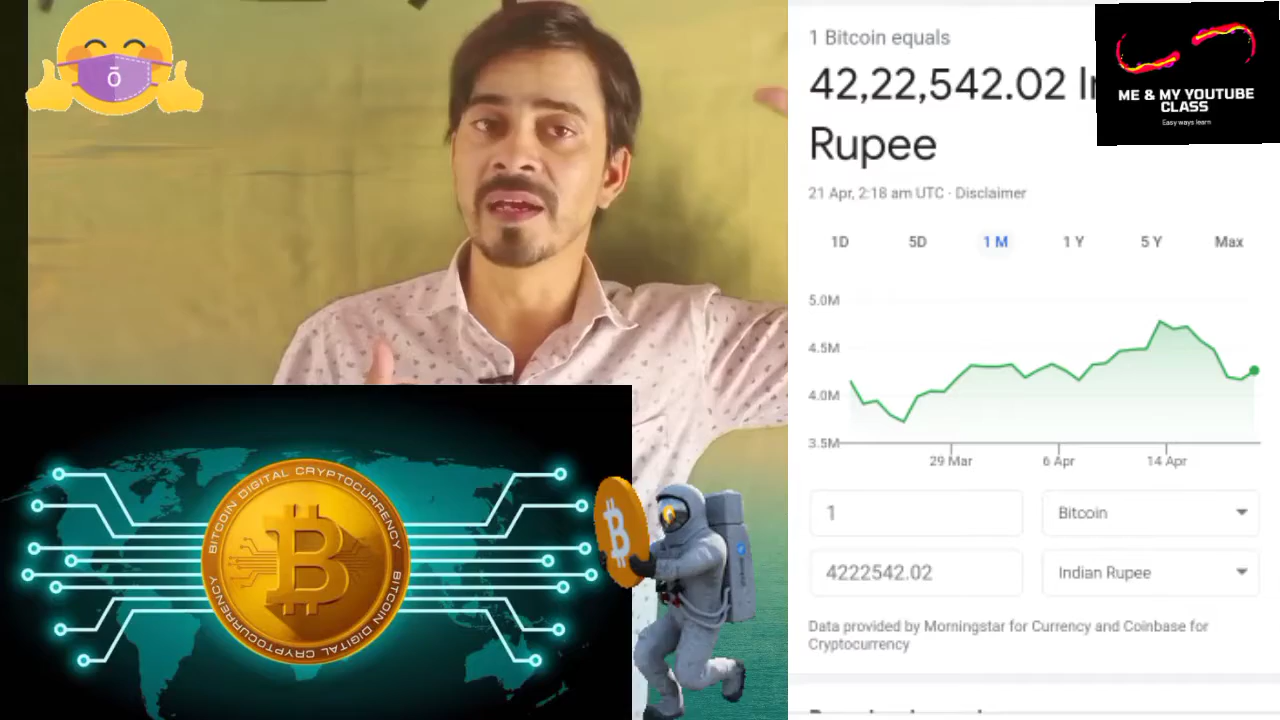 ō
1 Bitcoin equals
42,22,542.02
Rupee
21 Apr, 2:18 am UTC · Disclaimer
1D 5D 1 M 1 Y 5 Y Max
5.0M
4.5M
4.0M
3.5M
29 Mar 6 Apr 14 Apr
1 Bitcoin
4222542.02 Indian Rupee
Data provided by Morningstar for Currency and Coinbase for
Cryptocurrency
ME & MY YOUTUBE
CLASS
Easy ways learn
BITCOIN DIGITAL CRYPTOCURRENCY
BITCOIN DIGITAL CRYPTOCURRENCY